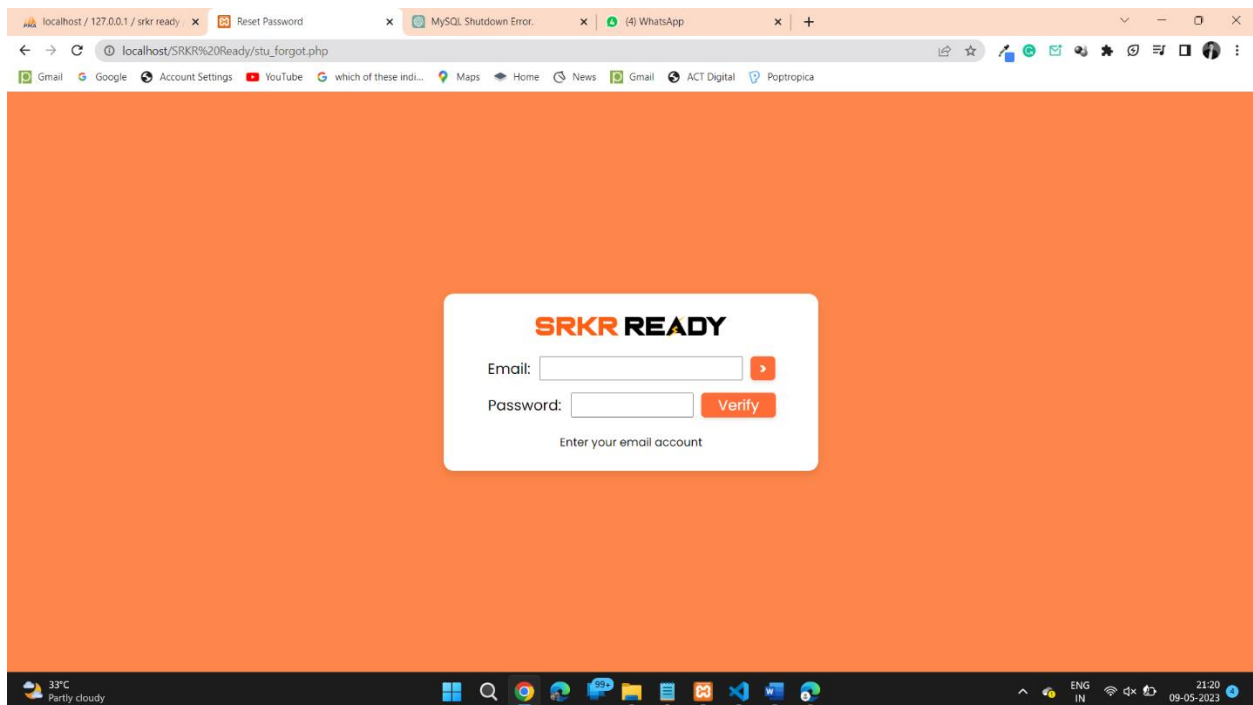 localhost / 127.0.0.1 / srkr ready
Reset Password
MySQL Shutdown Error.
(4) WhatsApp
localhost/SRKR%20Ready/stu_forgot.php
Gmail
Google
Account Settings
YouTube
which of these indi...
Maps
Home
News
Gmail
ACT Digital
Poptropica
SRKR READY
Email:
Password:
Verify
Enter your email account
33°C
Partly cloudy
99+
ENG
IN
21:20
09-05-2023
4